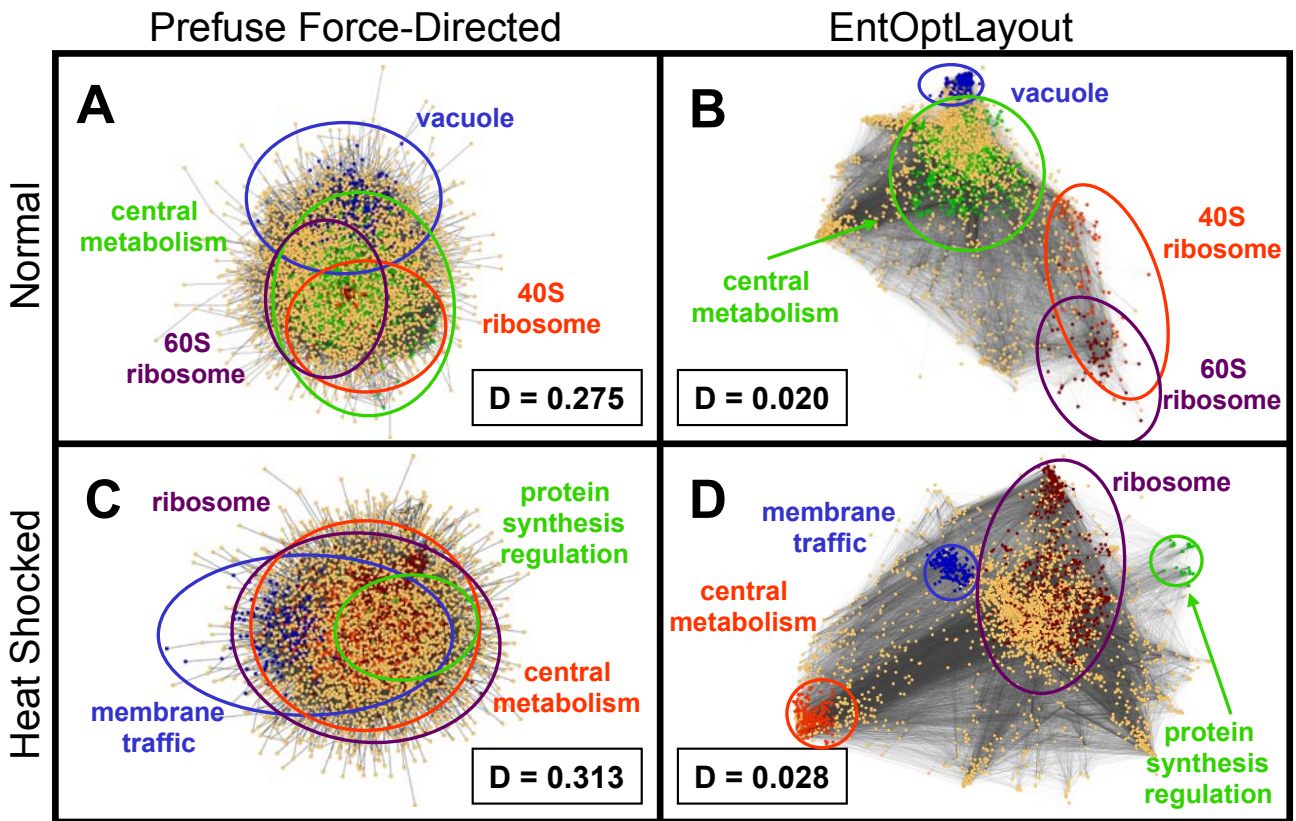 Prefuse Force-Directed
EntOptLayout
Normal
A
vacuole
central
metabolism
40S
ribosome
60S
ribosome
D = 0.275
B
vacuole
central
metabolism
40S
ribosome
60S
ribosome
D = 0.020
Heat Shocked
C
ribosome
protein
synthesis
regulation
central
metabolism
membrane
traffic
D = 0.313
D
ribosome
membrane
traffic
central
metabolism
protein
synthesis
regulation
D = 0.028